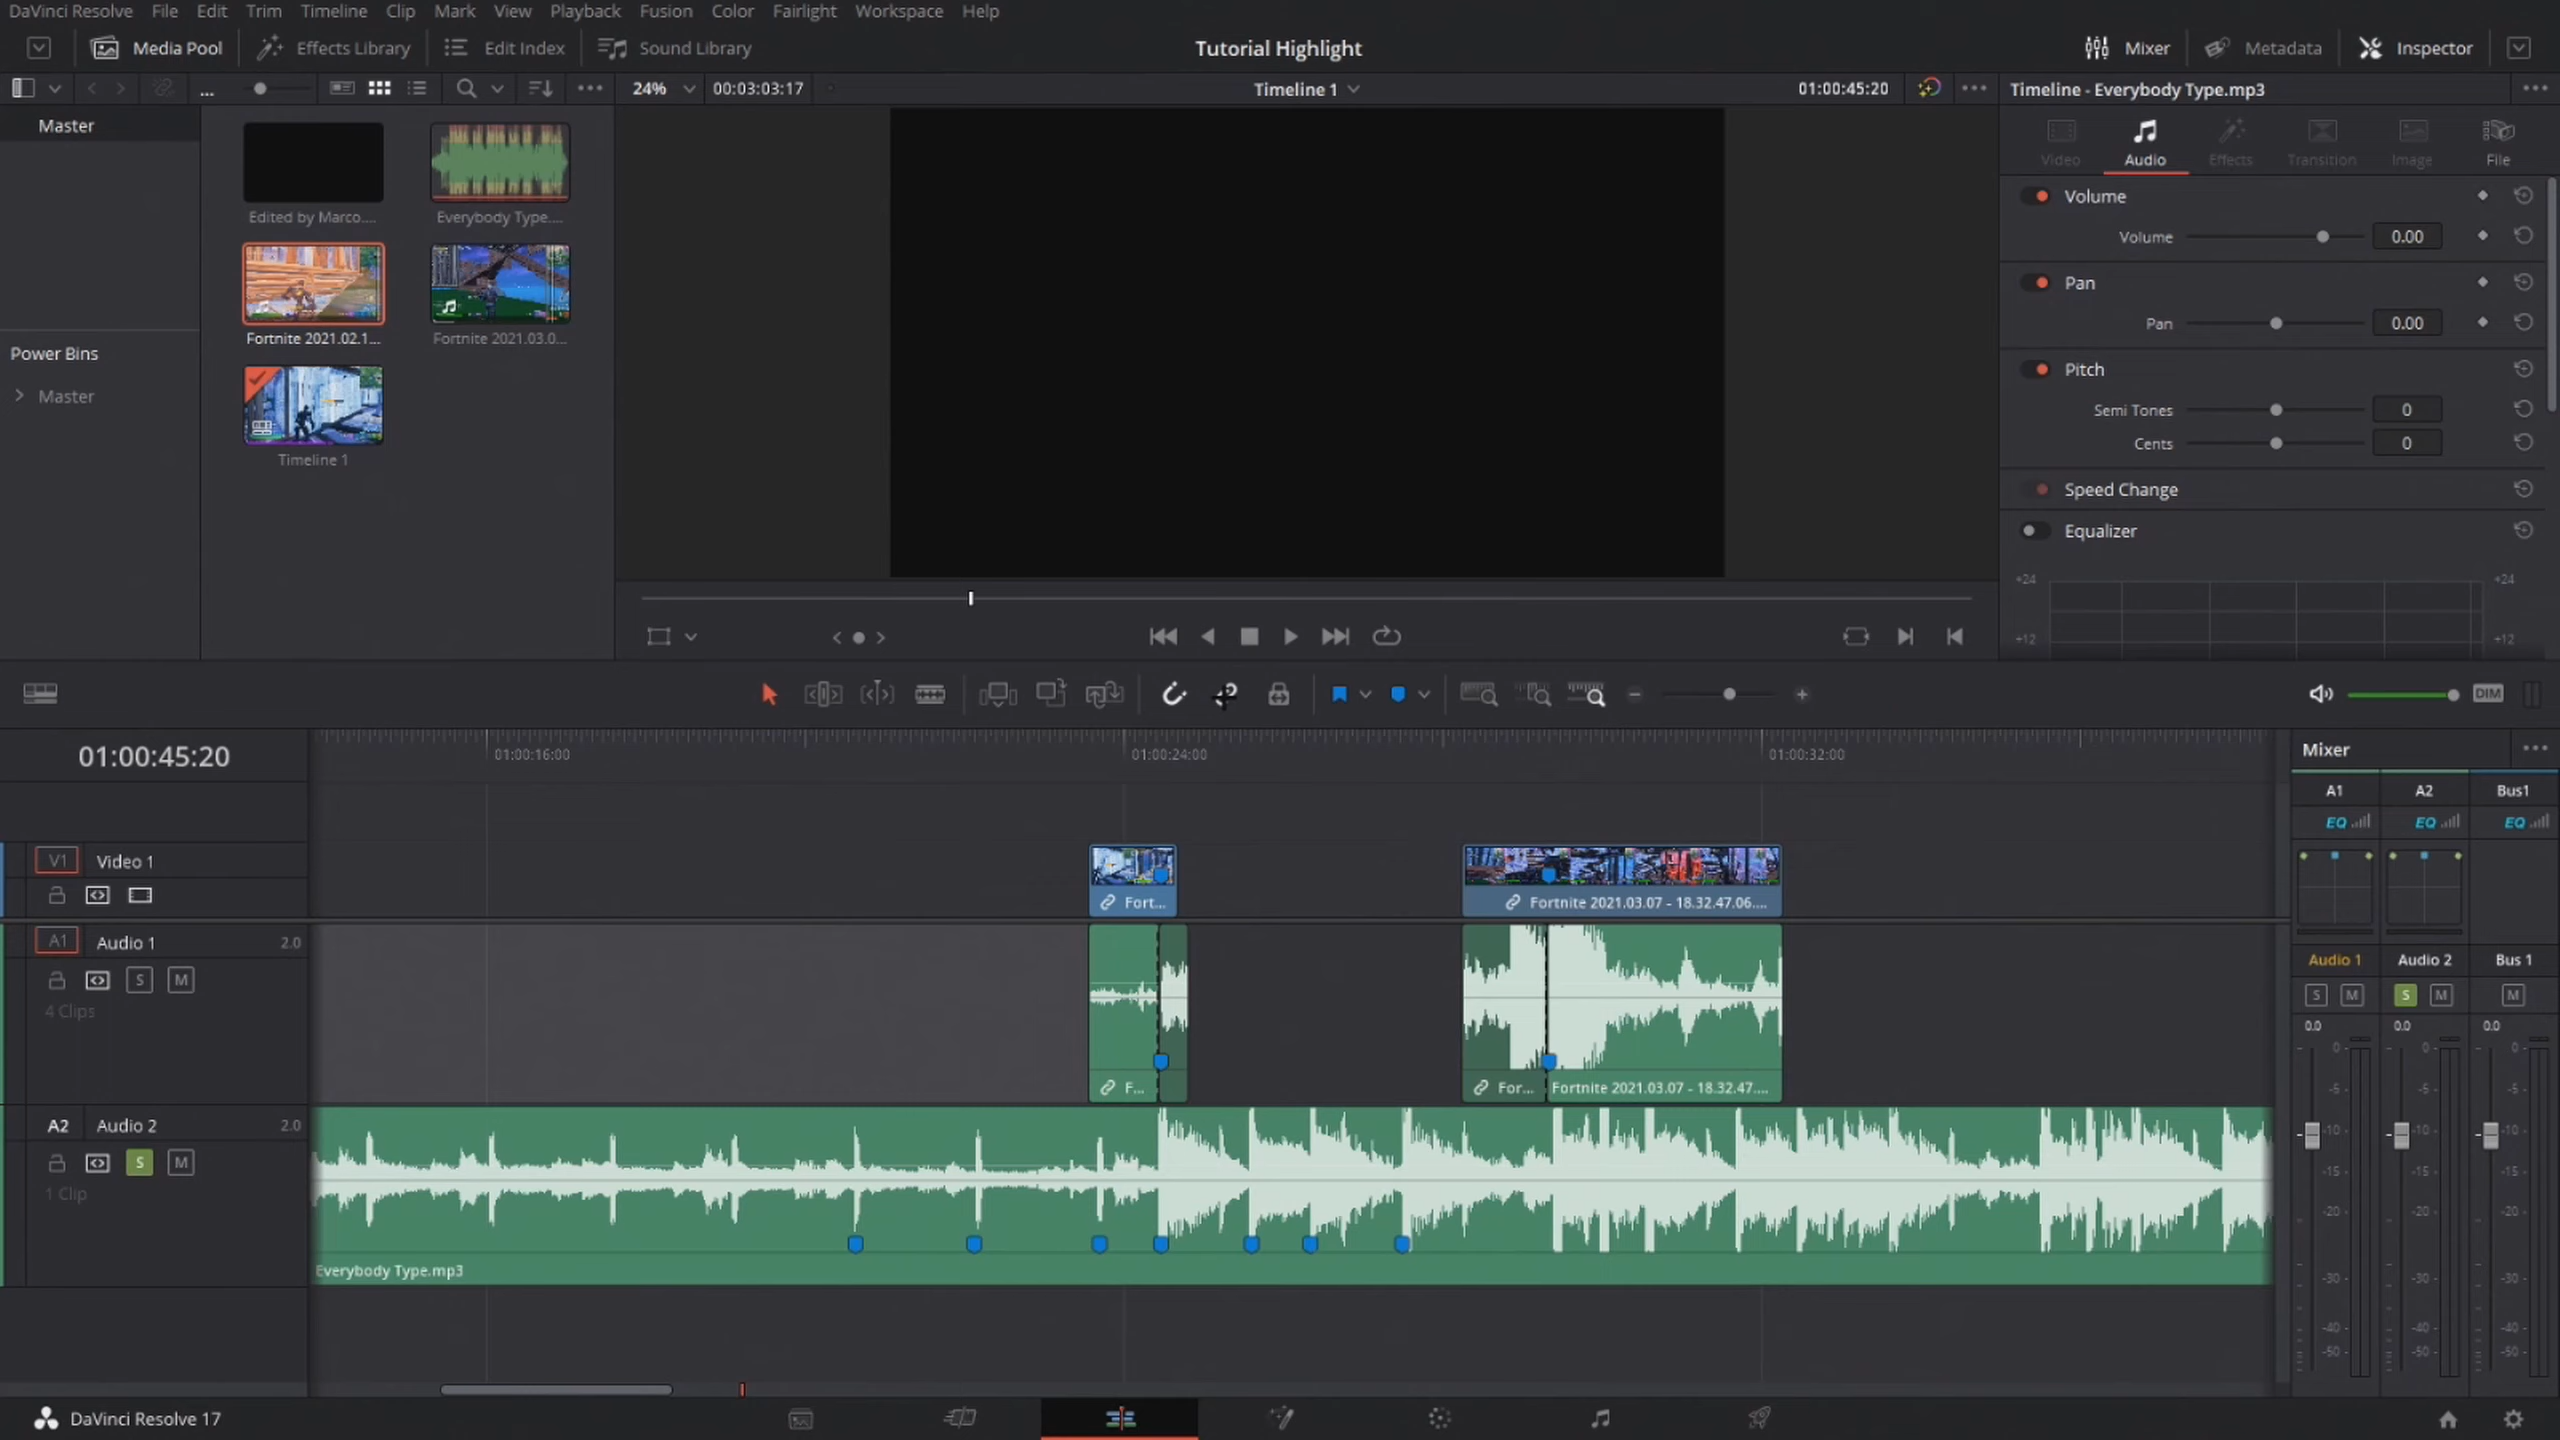 DaVinci Resolve File Edit Trim Timeline Clip Mark View Playback Fusion Color Fairlight Workspace Help
Media Pool Effects Library Edit Index Sound Library Tutorial Highlight Mixer Metadata Inspector
... 24% 00:03:03:17 Timeline 1 01:00:45:20 Timeline - Everybody Type.mp3
Master
Video Audio Effects Transition Image File
Edited by Marco.... Everybody Type....
Volume
Volume 0.00
Pan
Pan 0.00
Fortnite 2021.02.1... Fortnite 2021.03.0...
Power Bins
Master
Timeline 1
Pitch
Semi Tones 0
Cents 0
Speed Change
Equalizer
+24 +24
+12 +12
DIM
01:00:45:20 01:00:16:00 01:00:24:00 01:00:32:00
Mixer
A1 A2 Bus1
EQ EQ EQ
V1 Video 1
Fort... Fortnite 2021.03.07 - 18.32.47.06....
A1 Audio 1 2.0
S M
4 Clips
F... For... Fortnite 2021.03.07 - 18.32.47....
Audio 1 Audio 2 Bus 1
S M S M M
0.0 0.0 0.0
0 0 0
-5 -5 -5
-10 -10 -10
-15 -15 -15
-20 -20 -20
-30 -30 -30
-40 -40 -40
-50 -50 -50
A2 Audio 2 2.0
S M
1 Clip
Everybody Type.mp3
DaVinci Resolve 17